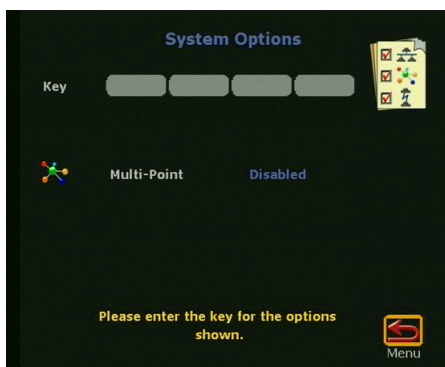 System Options
Key
Multi-Point Disabled
Please enter the key for the options
shown.
Menu